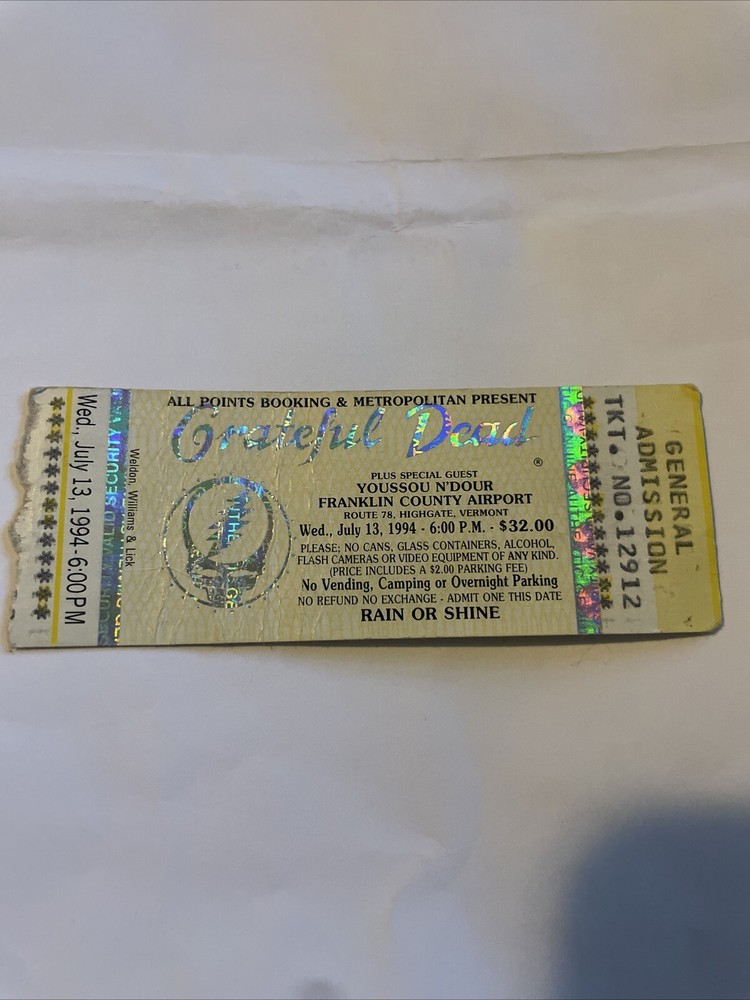 Wed., July 13, 1994 - 6:00 PM
Weldon, Williams & Lick
ALL POINTS BOOKING & METROPOLITAN PRESENT
Grateful Dead
®
PLUS SPECIAL GUEST
YOUSSOU N'DOUR
FRANKLIN COUNTY AIRPORT
ROUTE 78, HIGHGATE, VERMONT
Wed., July 13, 1994 - 6:00 P.M. - $32.00
PLEASE; NO CANS, GLASS CONTAINERS, ALCOHOL,
FLASH CAMERAS OR VIDEO EQUIPMENT OF ANY KIND.
(PRICE INCLUDES A $2.00 PARKING FEE)
No Vending, Camping or Overnight Parking
NO REFUND NO EXCHANGE - ADMIT ONE THIS DATE
RAIN OR SHINE
TKT. NO. 12912
GENERAL
ADMISSION
SECURITY